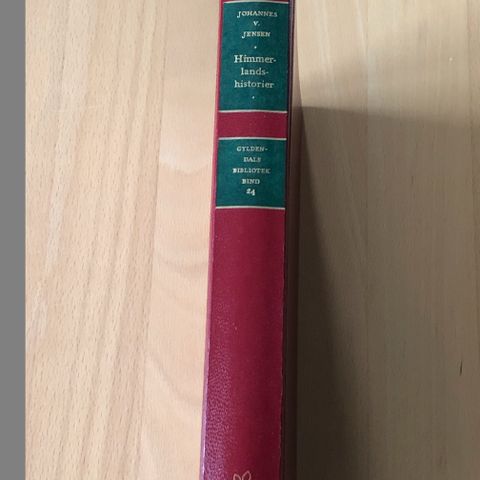 JOHANNES
V.
JENSEN
Himmer-
lands-
historier
GYLDEN-
DALS
BIBLIOTEK
BIND
24